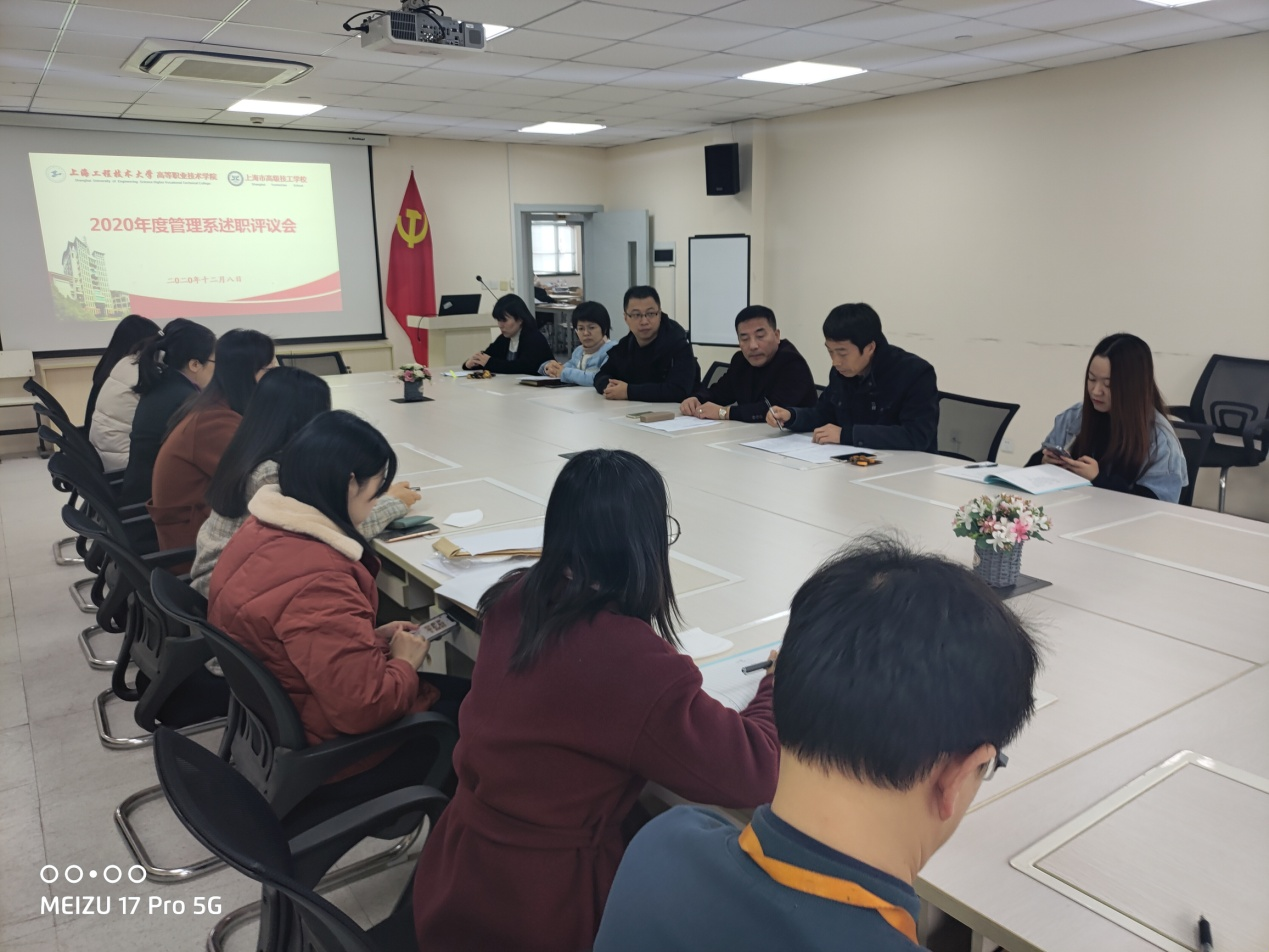 上海工程技术大学 高等职业技术学院
上海市高级技工学校
2020年度管理系述职评议会
二〇二〇年十二月八日
MEIZU 17 Pro 5G